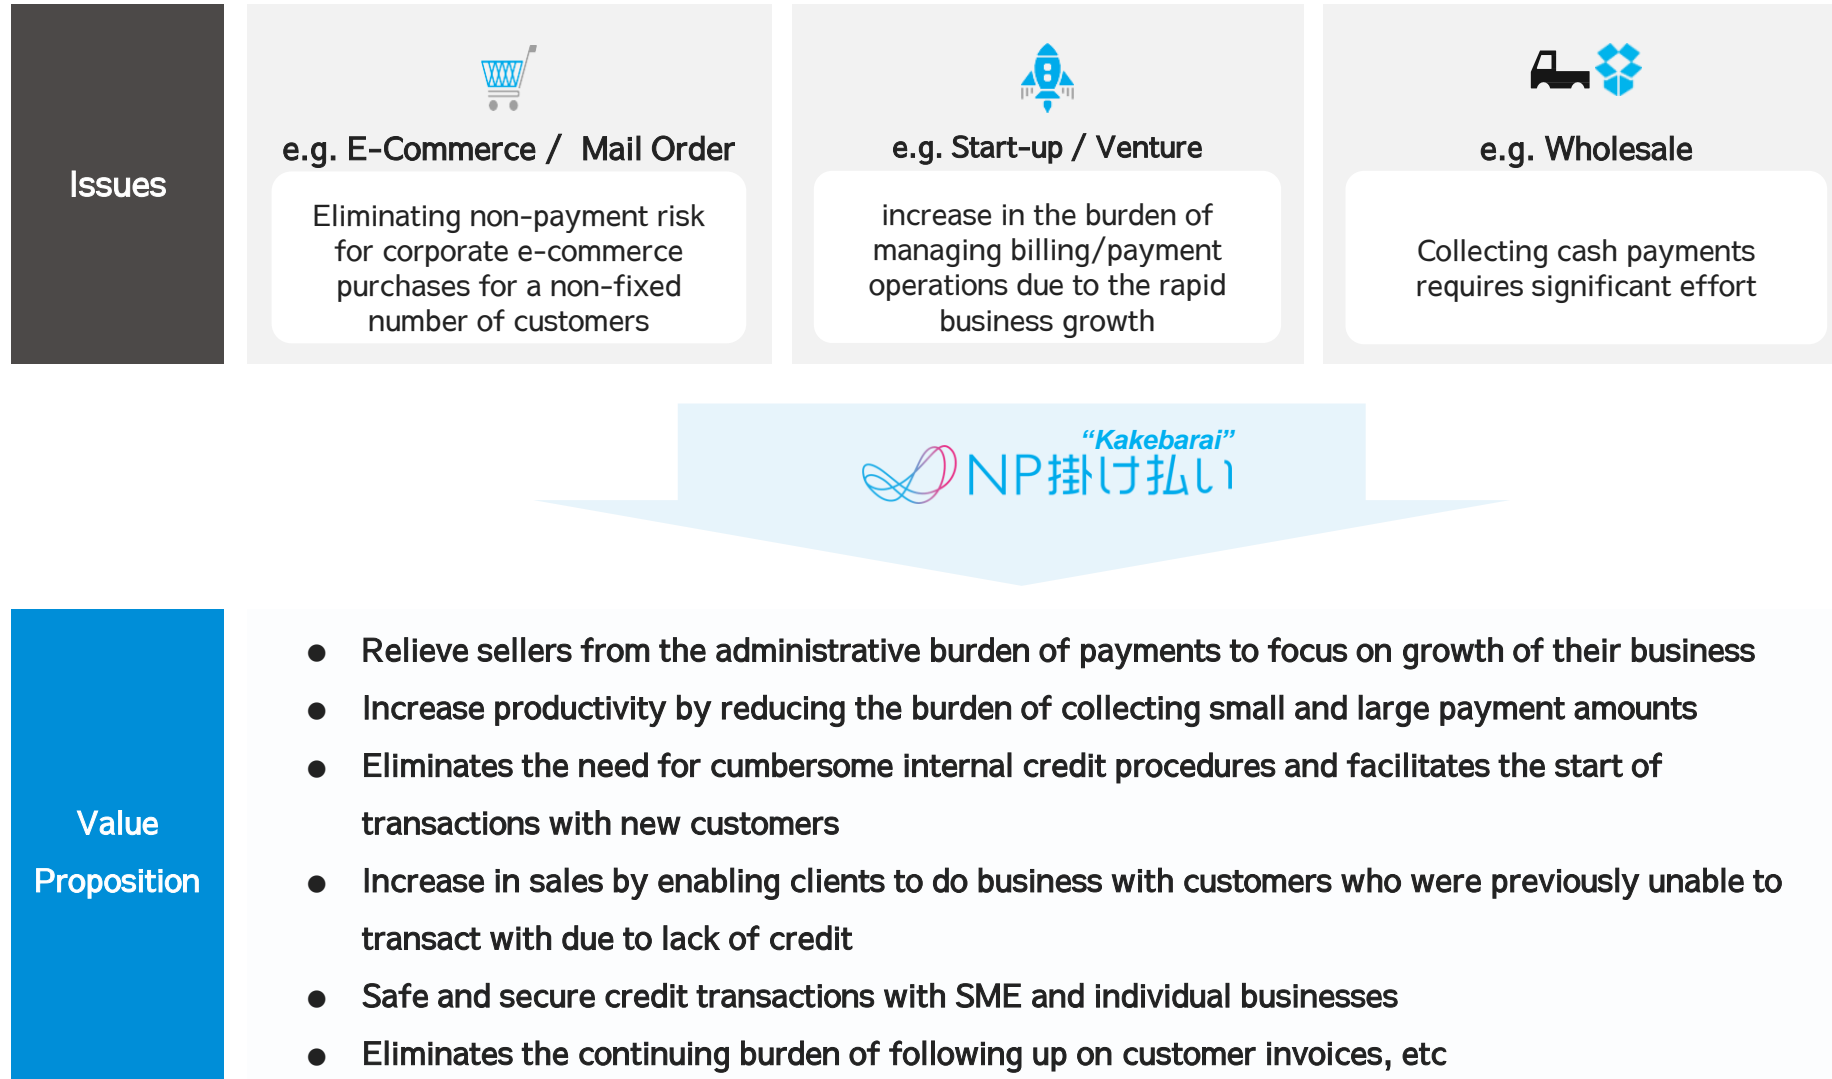 Issues
e.g. E-Commerce / Mail Order
Eliminating non-payment risk
for corporate e-commerce
purchases for a non-fixed
number of customers
e.g. Start-up / Venture
increase in the burden of
managing billing/payment
operations due to the rapid
business growth
e.g. Wholesale
Collecting cash payments
requires significant effort
“Kakebarai”
NP掛け払い
Value
Proposition
● Relieve sellers from the administrative burden of payments to focus on growth of their business
● Increase productivity by reducing the burden of collecting small and large payment amounts
● Eliminates the need for cumbersome internal credit procedures and facilitates the start of
transactions with new customers
● Increase in sales by enabling clients to do business with customers who were previously unable to
transact with due to lack of credit
● Safe and secure credit transactions with SME and individual businesses
● Eliminates the continuing burden of following up on customer invoices, etc